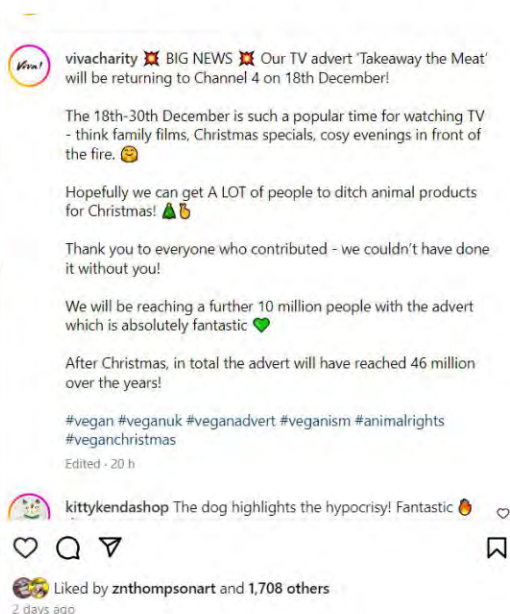 Viva!
vivacharity 💥 BIG NEWS 💥 Our TV advert 'Takeaway the Meat'
will be returning to Channel 4 on 18th December!
The 18th-30th December is such a popular time for watching TV
- think family films, Christmas specials, cosy evenings in front of
the fire. 🤗
Hopefully we can get A LOT of people to ditch animal products
for Christmas! 🎄🫰
Thank you to everyone who contributed - we couldn't have done
it without you!
We will be reaching a further 10 million people with the advert
which is absolutely fantastic 💚
After Christmas, in total the advert will have reached 46 million
over the years!
#vegan #veganuk #veganadvert #veganism #animalrights
#veganchristmas
Edited · 20 h
kittykendashop The dog highlights the hypocrisy! Fantastic 🔥
Liked by znthompsonart and 1,708 others
2 days ago